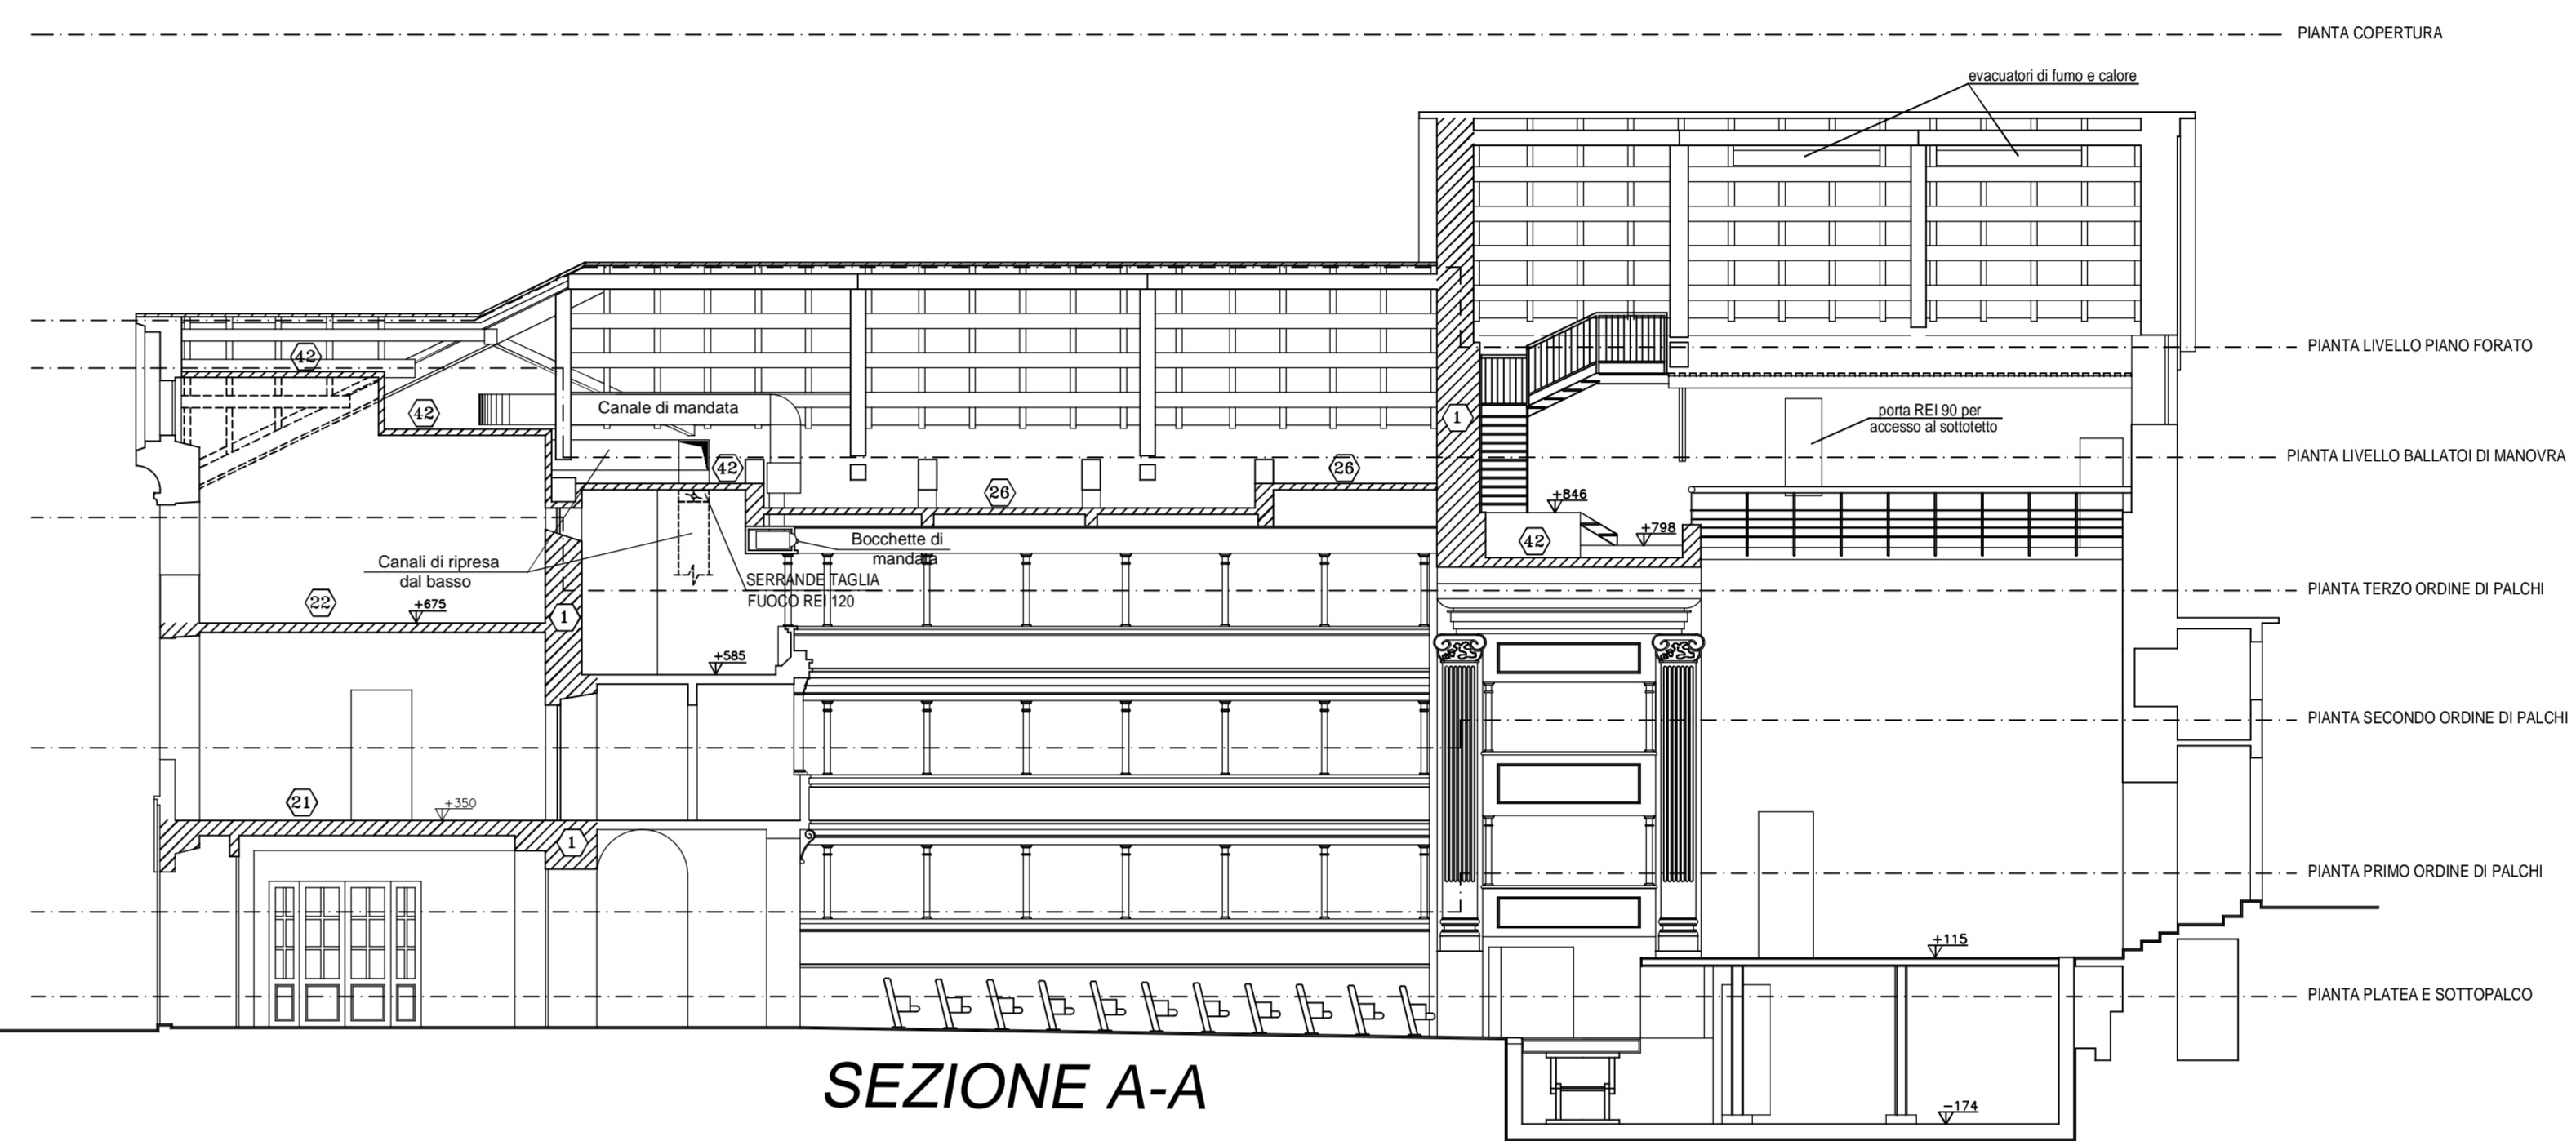 PIANTA COPERTURA
evacuatori di fumo e calore
PIANTA LIVELLO PIANO FORATO
42
42
Canale di mandata
1
porta REI 90 per
accesso al sottotetto
PIANTA LIVELLO BALLATOI DI MANOVRA
42
26
26
+846
+798
42
Bocchette di
mandata
Canali di ripresa
dal basso
SERRANDE TAGLIA
FUOCO REI 120
PIANTA TERZO ORDINE DI PALCHI
22
+675
1
+585
PIANTA SECONDO ORDINE DI PALCHI
21
+350
1
PIANTA PRIMO ORDINE DI PALCHI
+115
PIANTA PLATEA E SOTTOPALCO
SEZIONE A-A
-174